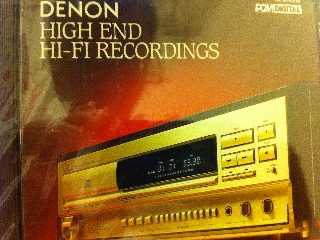 DENON
PCM DIGITAL
HIGH END
HI-FI RECORDINGS